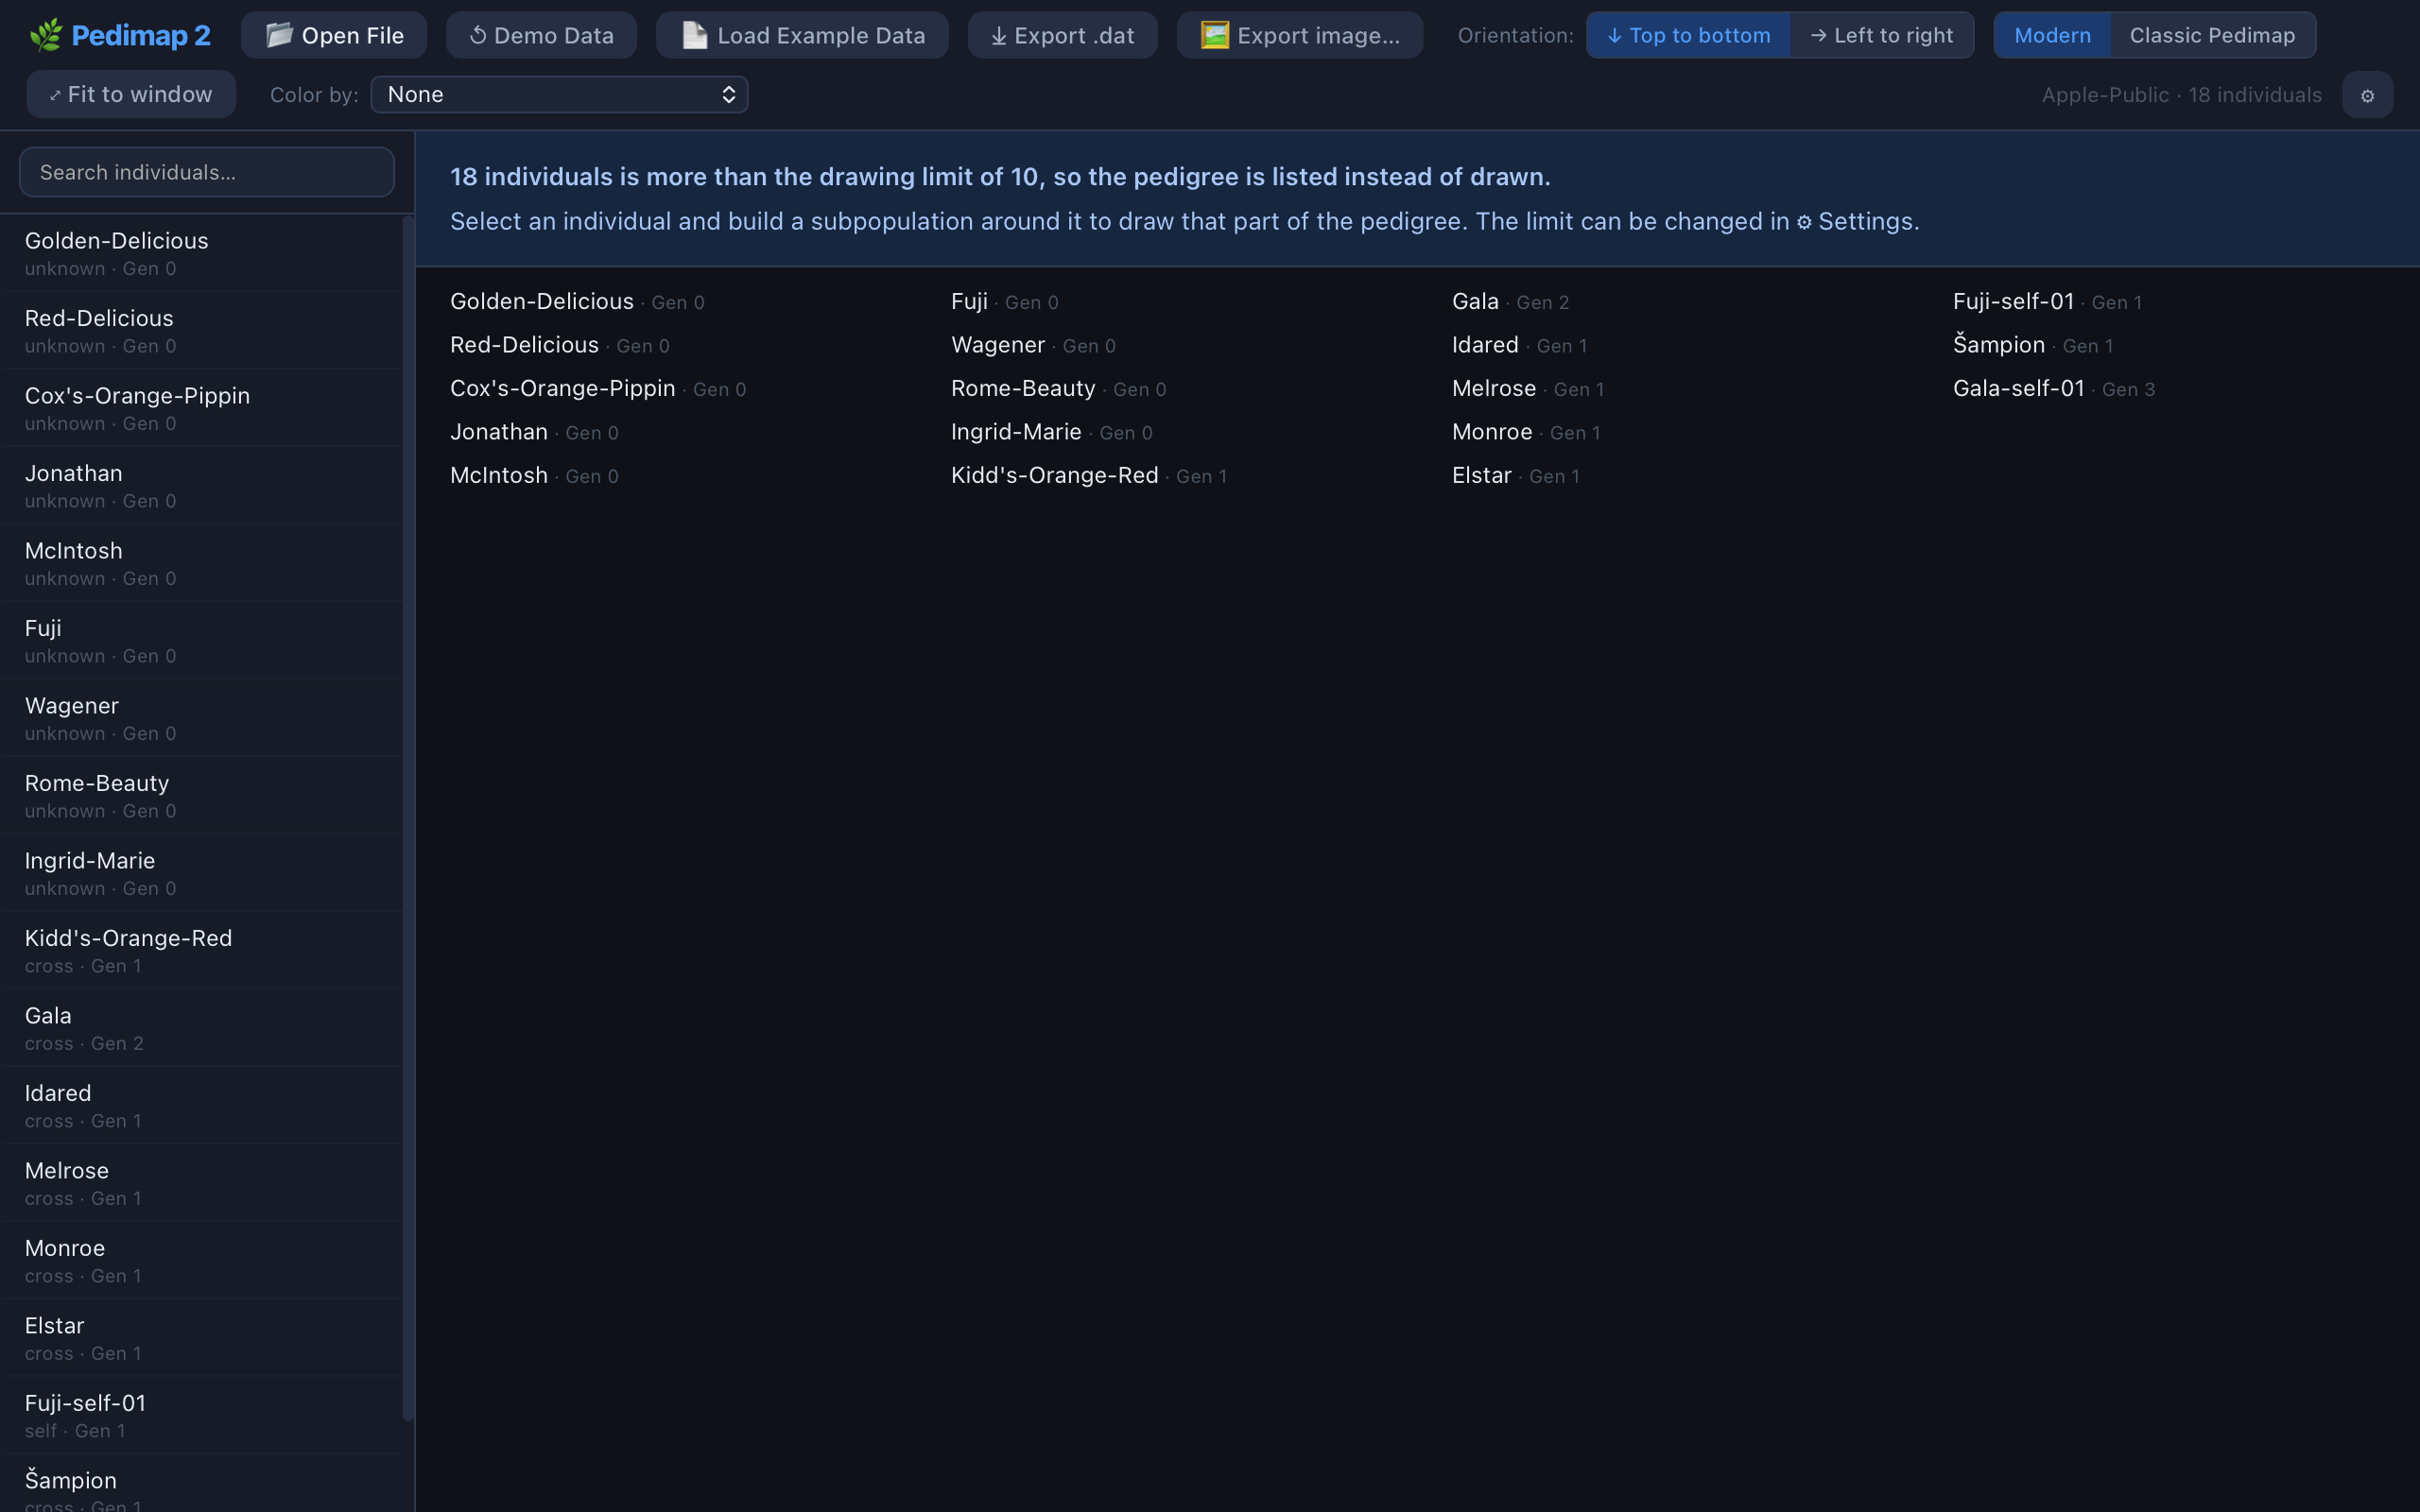 Pedimap 2
Open File
Demo Data
Load Example Data
Export .dat
Export image...
Orientation:
↓ Top to bottom
→ Left to right
Modern
Classic Pedimap
Fit to window
Color by:
None
Apple-Public · 18 individuals
Search individuals...
Golden-Delicious
unknown · Gen 0
Red-Delicious
unknown · Gen 0
Cox's-Orange-Pippin
unknown · Gen 0
Jonathan
unknown · Gen 0
McIntosh
unknown · Gen 0
Fuji
unknown · Gen 0
Wagener
unknown · Gen 0
Rome-Beauty
unknown · Gen 0
Ingrid-Marie
unknown · Gen 0
Kidd's-Orange-Red
cross · Gen 1
Gala
cross · Gen 2
Idared
cross · Gen 1
Melrose
cross · Gen 1
Monroe
cross · Gen 1
Elstar
cross · Gen 1
Fuji-self-01
self · Gen 1
Šampion
cross · Gen 1
18 individuals is more than the drawing limit of 10, so the pedigree is listed instead of drawn.
Select an individual and build a subpopulation around it to draw that part of the pedigree. The limit can be changed in ⚙ Settings.
Golden-Delicious · Gen 0
Red-Delicious · Gen 0
Cox's-Orange-Pippin · Gen 0
Jonathan · Gen 0
McIntosh · Gen 0
Fuji · Gen 0
Wagener · Gen 0
Rome-Beauty · Gen 0
Ingrid-Marie · Gen 0
Kidd's-Orange-Red · Gen 1
Gala · Gen 2
Idared · Gen 1
Melrose · Gen 1
Monroe · Gen 1
Elstar · Gen 1
Fuji-self-01 · Gen 1
Šampion · Gen 1
Gala-self-01 · Gen 3